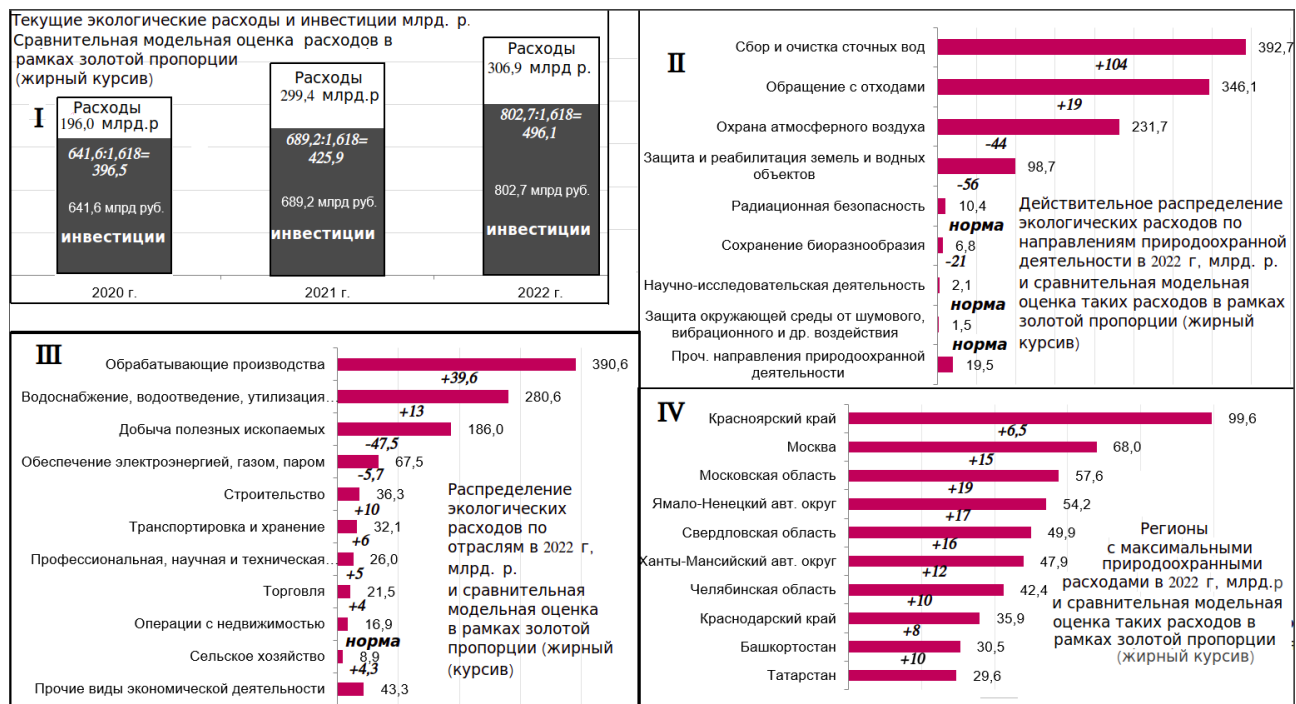 Текущие экологические расходы и инвестиции млрд. р.
Сравнительная модельная оценка расходов в
рамках золотой пропорции
(жирный курсив)
I
Расходы
196,0 млрд.р
641,6:1,618=
396,5
641,6 млрд руб.
инвестиции
2020 г.
Расходы
299,4 млрд.р
689,2:1,618=
425,9
689,2 млрд руб.
инвестиции
2021 г.
Расходы
306,9 млрд р.
802,7:1,618=
496,1
802,7 млрд руб.
инвестиции
2022 г.
II
Сбор и очистка сточных вод 392,7
+104
Обращение с отходами 346,1
+19
Охрана атмосферного воздуха 231,7
-44
Защита и реабилитация земель и водных
объектов 98,7
-56
Радиационная безопасность 10,4
норма
Сохранение биоразнообразия 6,8
-21
Научно-исследовательская деятельность 2,1
норма
Защита окружающей среды от шумового,
вибрационного и др. воздействия 1,5
норма
Проч. направления природоохранной
деятельности 19,5
Действительное распределение
экологических расходов по
направлениям природоохранной
деятельности в 2022 г, млрд. р.
и сравнительная модельная
оценка таких расходов в рамках
золотой пропорции (жирный
курсив)
III
Обрабатывающие производства 390,6
+39,6
Водоснабжение, водоотведение, утилизация... 280,6
+13
Добыча полезных ископаемых 186,0
-47,5
Обеспечение электроэнергией, газом, паром 67,5
-5,7
Строительство 36,3
+10
Транспортировка и хранение 32,1
+6
Профессиональная, научная и техническая... 26,0
+5
Торговля 21,5
+4
Операции с недвижимостью 16,9
норма
Сельское хозяйство 8,9
+4,3
Прочие виды экономической деятельности 43,3
Распределение
экологических
расходов по
отраслям в 2022 г,
млрд. р.
и сравнительная
модельная оценка
в рамках золотой
пропорции (жирный
(курсив)
IV
Красноярский край 99,6
+6,5
Москва 68,0
+15
Московская область 57,6
+19
Ямало-Ненецкий авт. округ 54,2
+17
Свердловская область 49,9
+16
Ханты-Мансийский авт. округ 47,9
+12
Челябинская область 42,4
+10
Краснодарский край 35,9
+8
Башкортостан 30,5
+10
Татарстан 29,6
Регионы
с максимальными
природоохранными
расходами в 2022 г, млрд.р
и сравнительная модельная
оценка таких расходов в
рамках золотой пропорции
(жирный курсив)